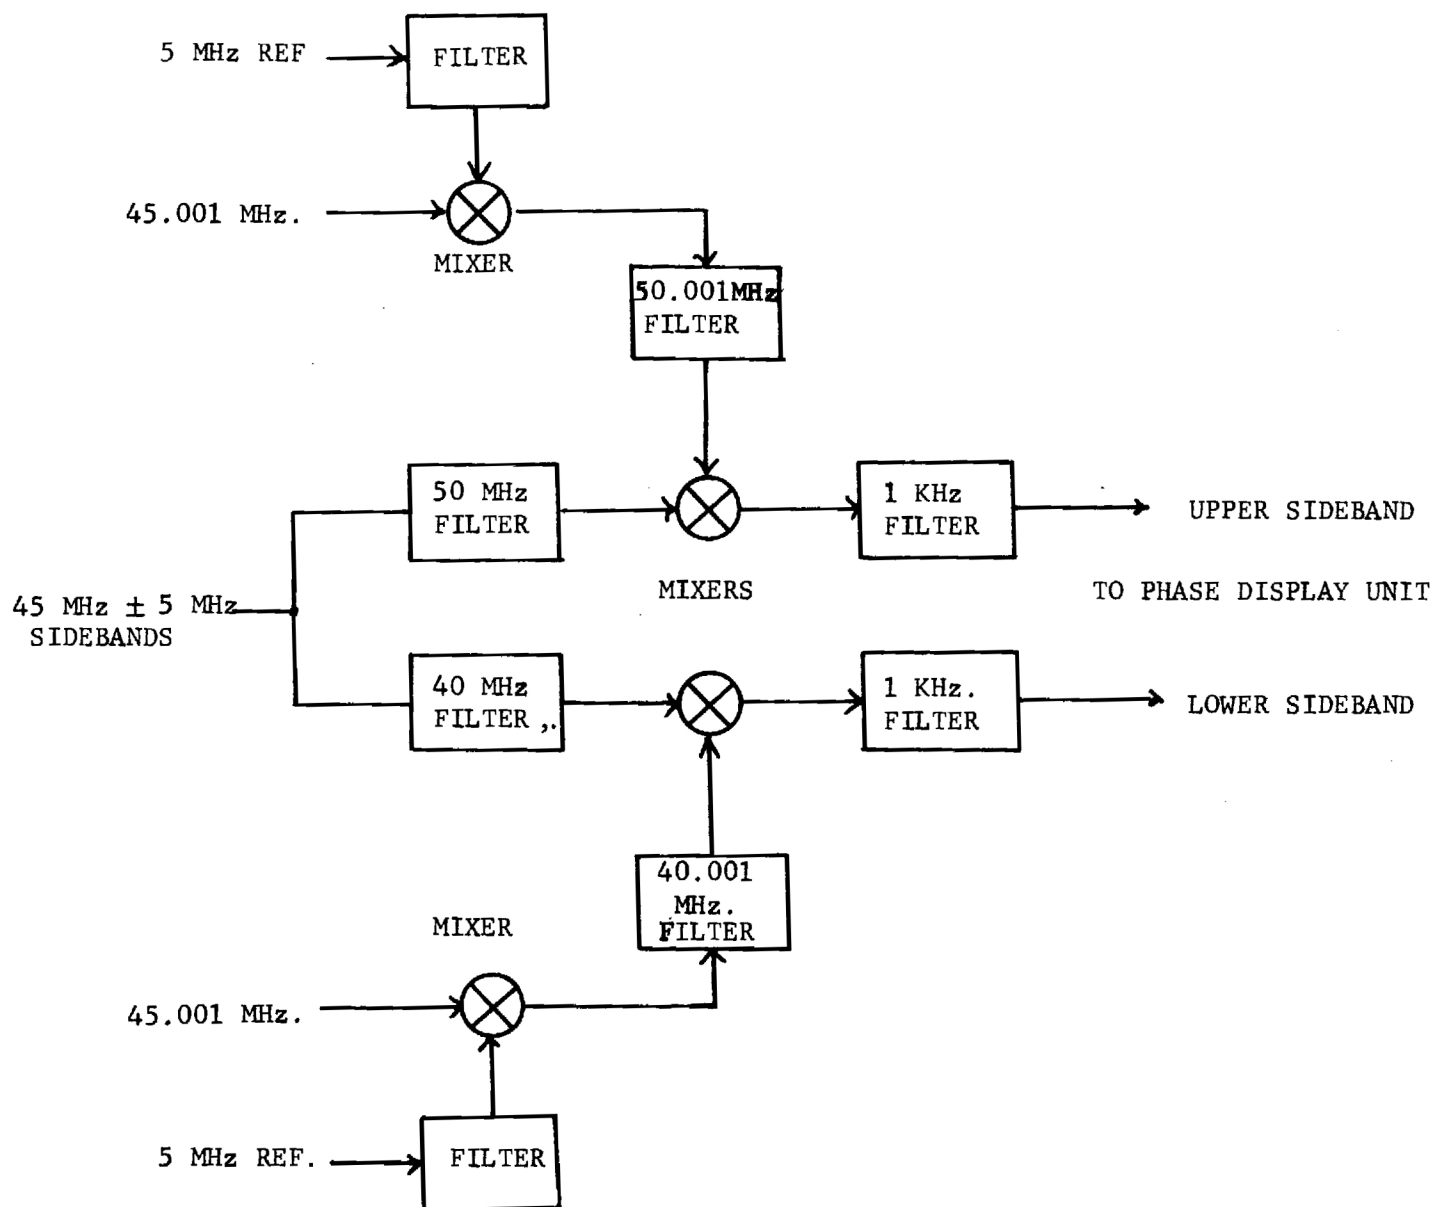 5 MHz REF
FILTER
45.001 MHz.
MIXER
50.001MHz
FILTER
50 MHz
FILTER
1 KHz
FILTER
UPPER SIDEBAND
MIXERS
TO PHASE DISPLAY UNIT
45 MHz ± 5 MHz
SIDEBANDS
40 MHz
FILTER ,.
1 KHz.
FILTER
LOWER SIDEBAND
40.001
MHz.
FILTER
MIXER
45.001 MHz.
5 MHz REF.
FILTER